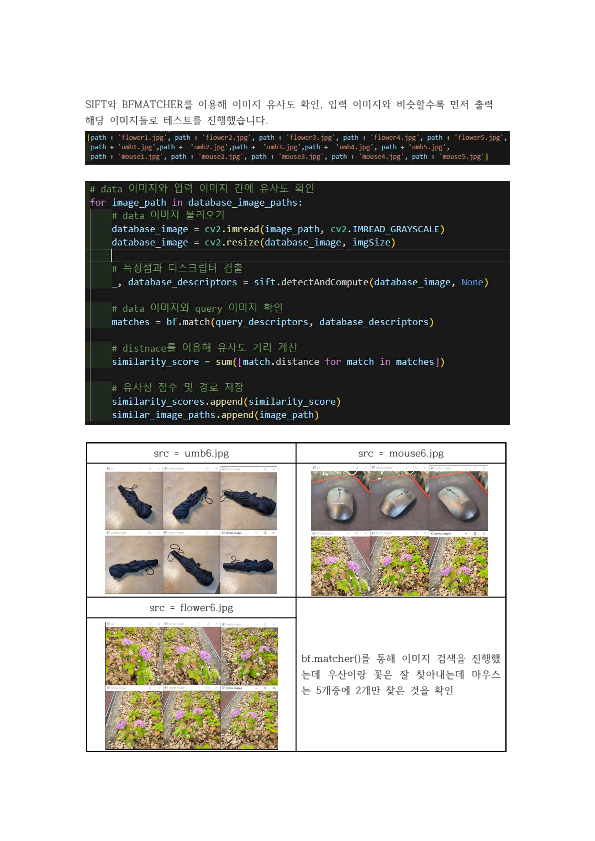 SIFT와 BFMATCHER를 이용해 이미지 유사도 확인. 입력 이미지와 비슷할수록 먼저 출력
해당 이미지들로 테스트를 진행했습니다.
[path + 'flower1.jpg', path + 'flower2.jpg', path + 'flower3.jpg', path + 'flower4.jpg', path + 'flower5.jpg',
path + 'umb1.jpg',path + 'umb2.jpg',path + 'umb3.jpg',path + 'umb4.jpg', path + 'umb5.jpg',
path + 'mouse1.jpg', path + 'mouse2.jpg', path + 'mouse3.jpg', path + 'mouse4.jpg', path + 'mouse5.jpg']
# data 이미지와 입력 이미지 간에 유사도 확인
for image_path in database_image_paths:
# data 이미지 불러오기
database_image = cv2.imread(image_path, cv2.IMREAD_GRAYSCALE)
database_image = cv2.resize(database_image, imgSize)
# 특징점과 디스크립터 검출
_, database_descriptors = sift.detectAndCompute(database_image, None)
# data 이미지와 query 이미지 확인
matches = bf.match(query_descriptors, database_descriptors)
# distnace를 이용해 유사도 거리 계산
similarity_score = sum([match.distance for match in matches])
# 유사성 점수 및 경로 저장
similarity_scores.append(similarity_score)
similar_image_paths.append(image_path)
src = umb6.jpg
src = mouse6.jpg
src = flower6.jpg
bf.matcher()를 통해 이미지 검색을 진행했
는데 우산이랑 꽃은 잘 찾아내는데 마우스
는 5개중에 2개만 찾은 것을 확인